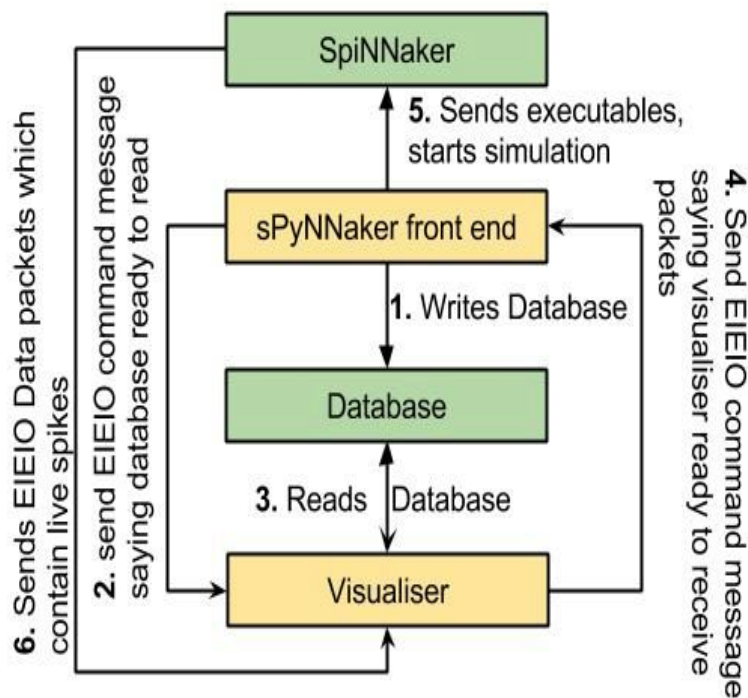 SpiNNaker
5. Sends executables,
starts simulation
sPyNNaker front end
1. Writes Database
Database
3. Reads Database
Visualiser
2. send EIEIO command message
saying database ready to read
6. Sends EIEIO Data packets which
contain live spikes
4. Send EIEIO command message
saying visualiser ready to receive
packets